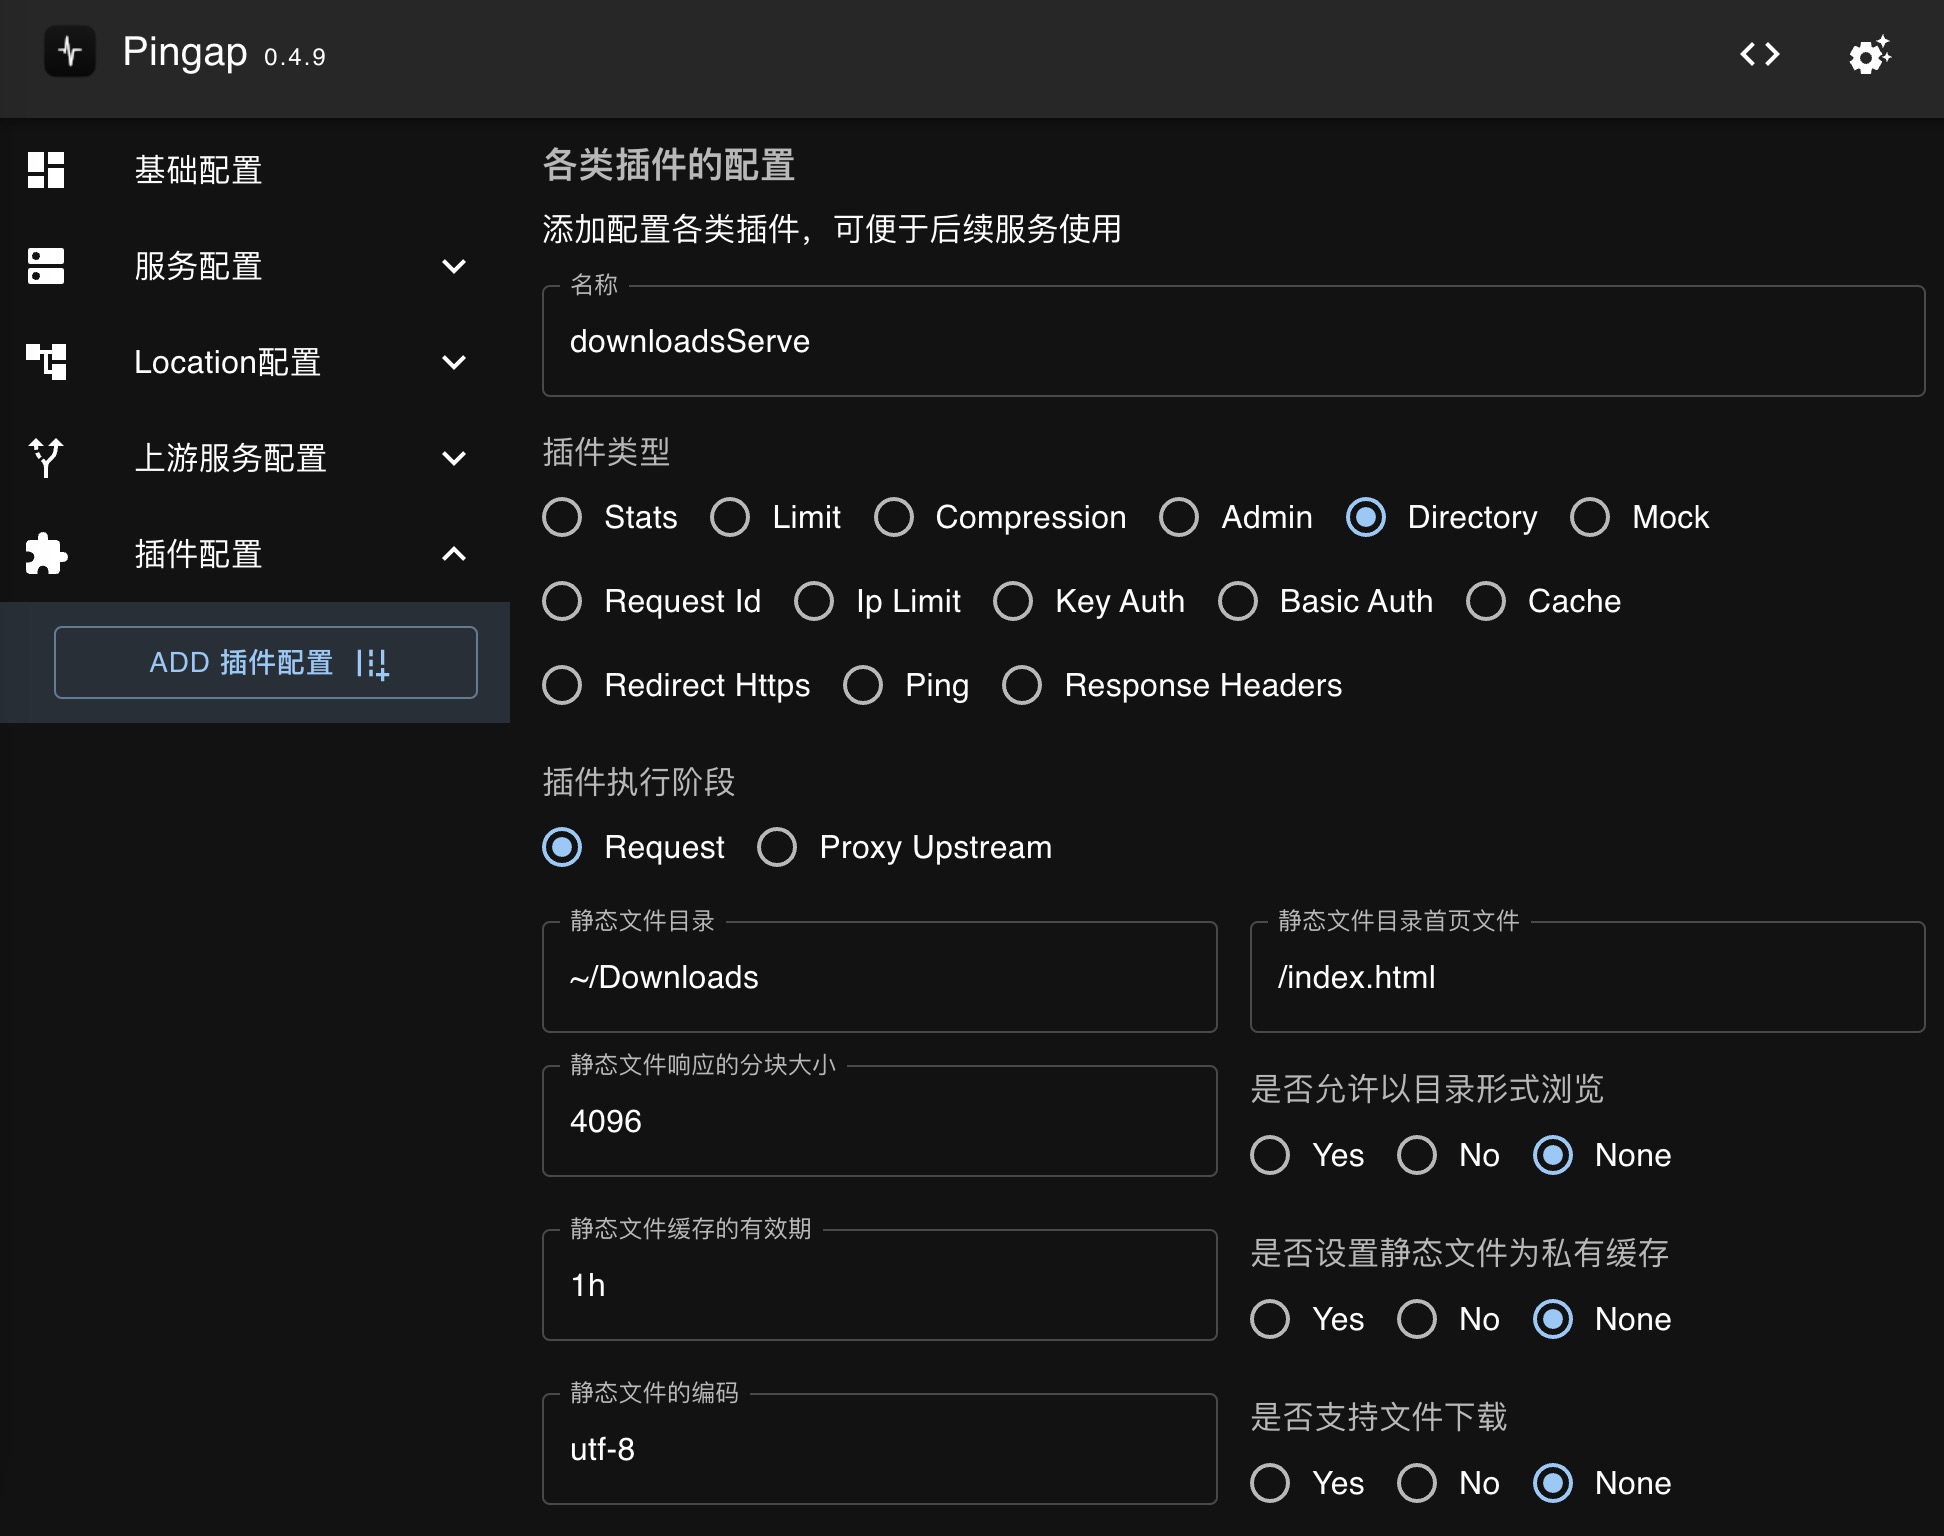 Pingap 0.4.9
基础配置
服务配置
Location配置
上游服务配置
插件配置
ADD 插件配置
各类插件的配置
添加配置各类插件，可便于后续服务使用
名称
downloadsServe
插件类型
Stats Limit Compression Admin Directory Mock
Request Id Ip Limit Key Auth Basic Auth Cache
Redirect Https Ping Response Headers
插件执行阶段
Request Proxy Upstream
静态文件目录
~/Downloads
静态文件目录首页文件
/index.html
静态文件响应的分块大小
4096
是否允许以目录形式浏览
Yes No None
静态文件缓存的有效期
1h
是否设置静态文件为私有缓存
Yes No None
静态文件的编码
utf-8
是否支持文件下载
Yes No None